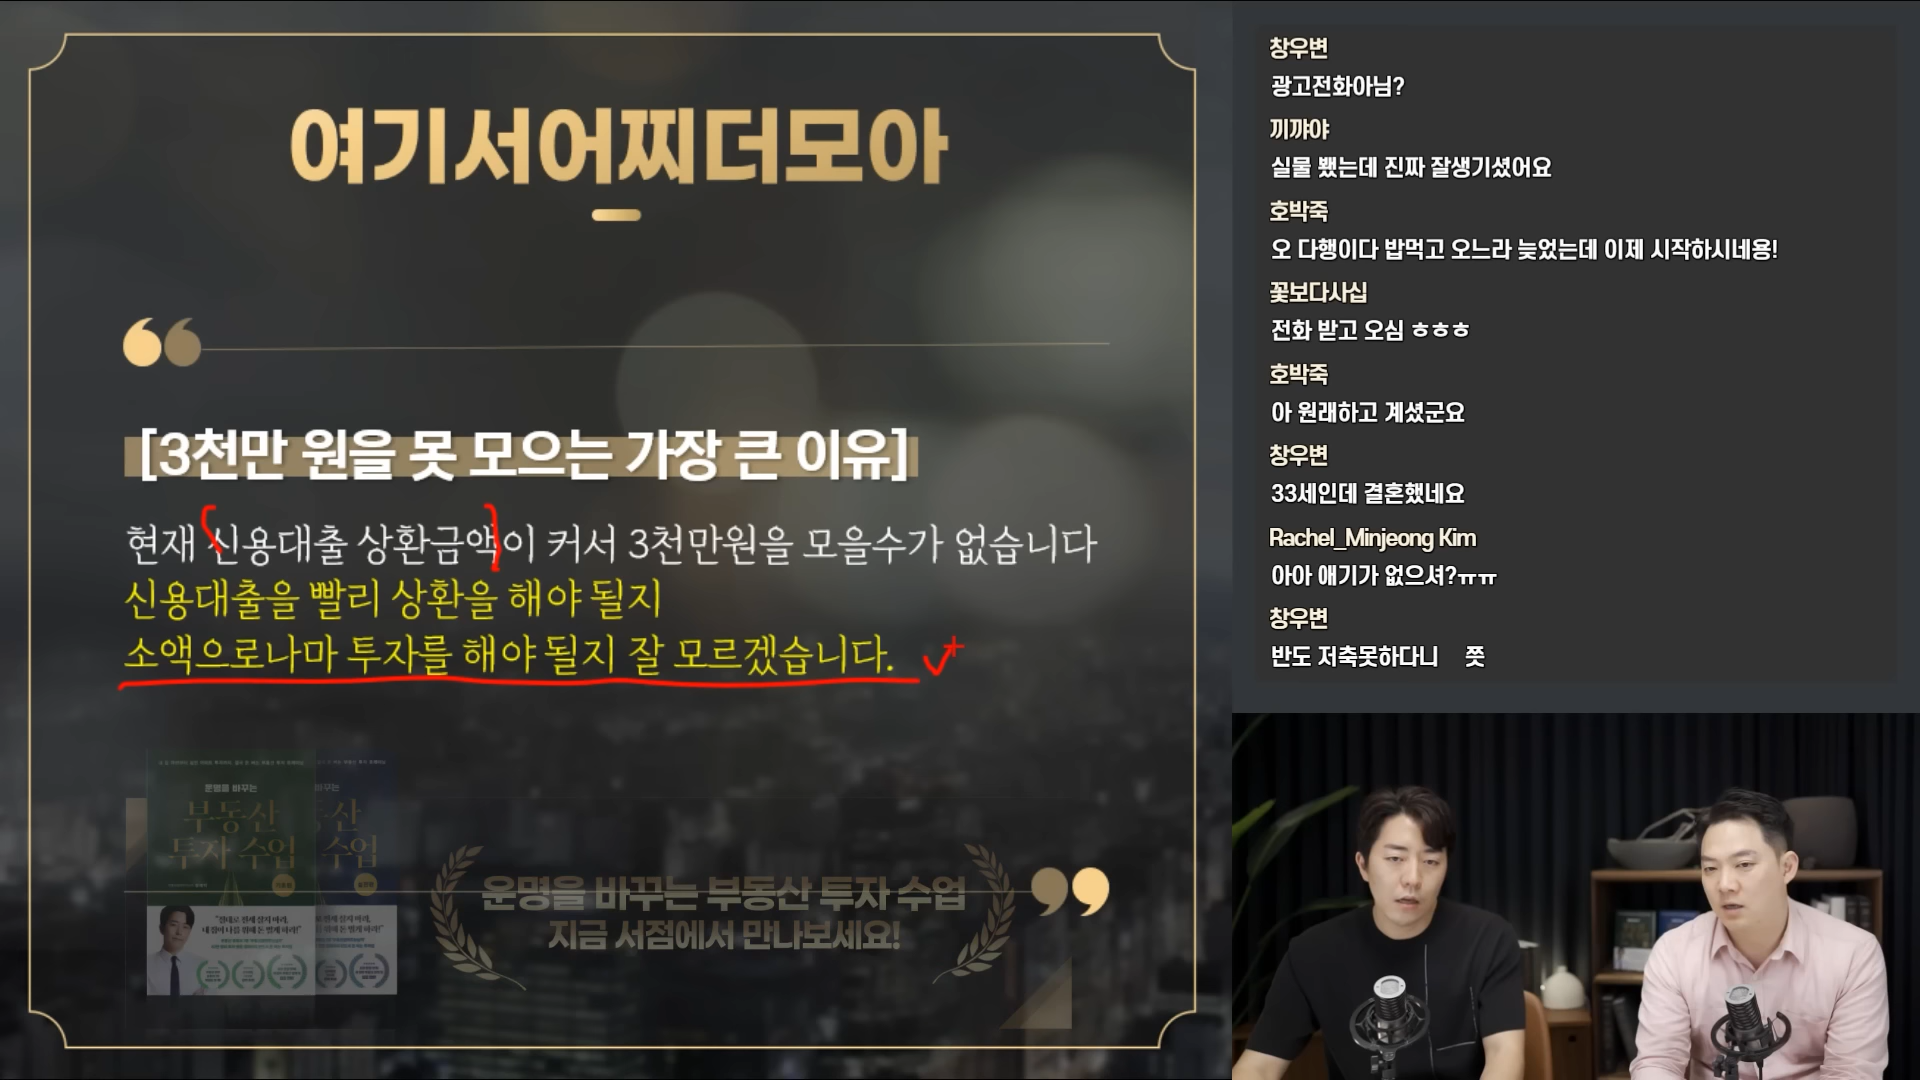 여기서어찌더모아
[3천만 원을 못 모으는 가장 큰 이유]
현재 신용대출 상환금액이 커서 3천만원을 모을수가 없습니다
신용대출을 빨리 상환을 해야 될지
소액으로나마 투자를 해야 될지 잘 모르겠습니다.
운명을 바꾸는
부동산
투자 수업
운명을 바꾸는 부동산 투자 수업
지금 서점에서 만나보세요!
창우변
광고전화아님?
끼꺄야
실물 뵀는데 진짜 잘생기셨어요
호박죽
오 다행이다 밥먹고 오느라 늦었는데 이제 시작하시네용!
꽃보다사십
전화 받고 오심 ㅎㅎㅎ
호박죽
아 원래하고 계셨군요
창우변
33세인데 결혼했네요
Rachel_Minjeong Kim
아아 얘기가 없으셔?ㅠㅠ
창우변
반도 저축못하다니 쯧